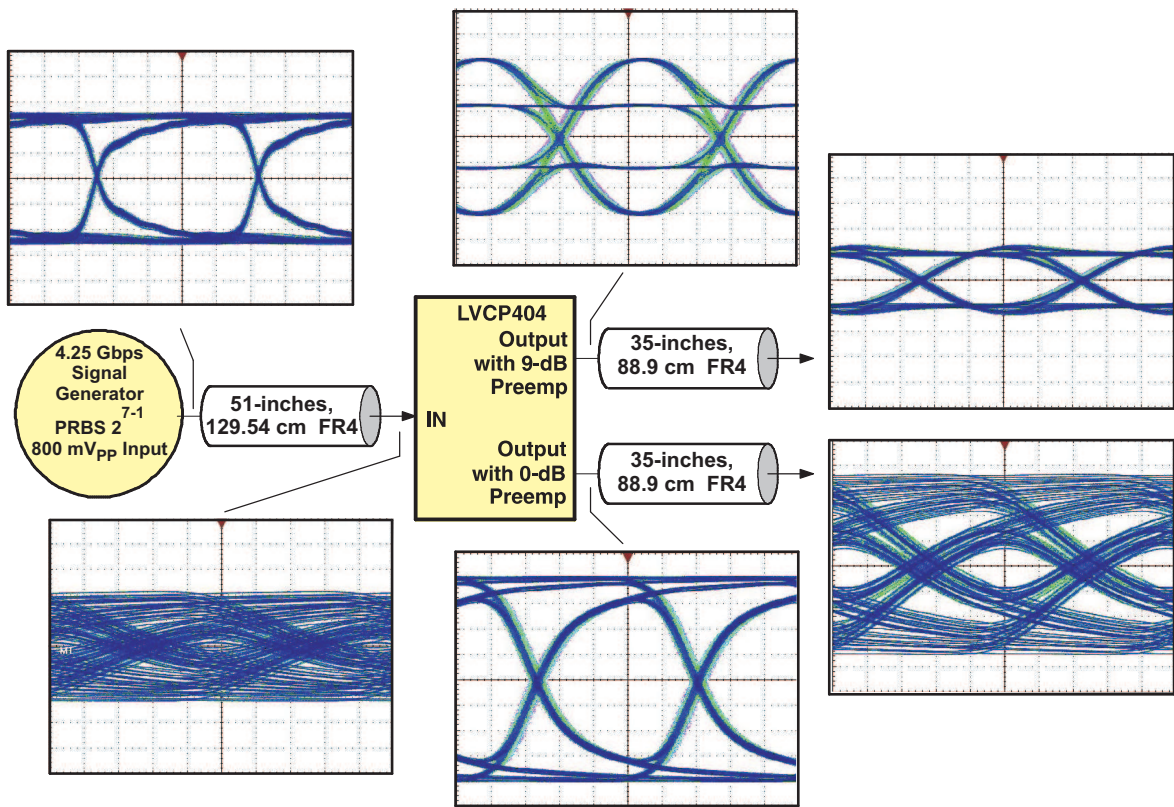 4.25 Gbps
Signal
Generator
PRBS 2 7-1
800 mVPP Input
51-inches,
129.54 cm FR4
LVCP404
Output
with 9-dB
Preemp
IN
Output
with 0-dB
Preemp
35-inches,
88.9 cm FR4
35-inches,
88.9 cm FR4
M1